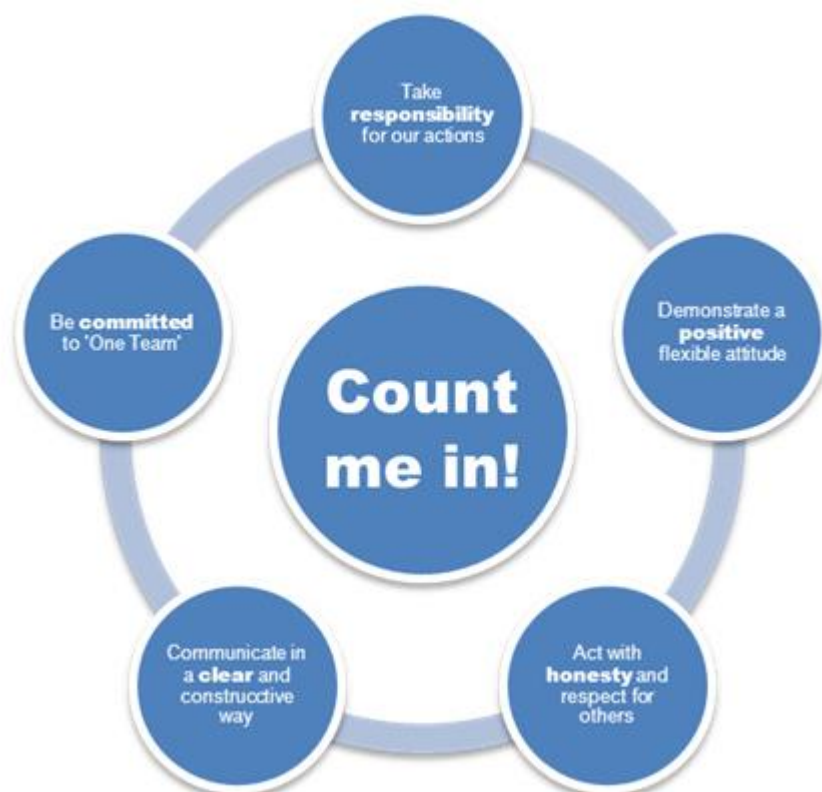 Take
responsibility
for our actions
Demonstrate a
positive
flexible attitude
Act with
honesty and
respect for
others
Communicate in
a clear and
construcctive
way
Be committed
to 'One Team'
Count
me in!